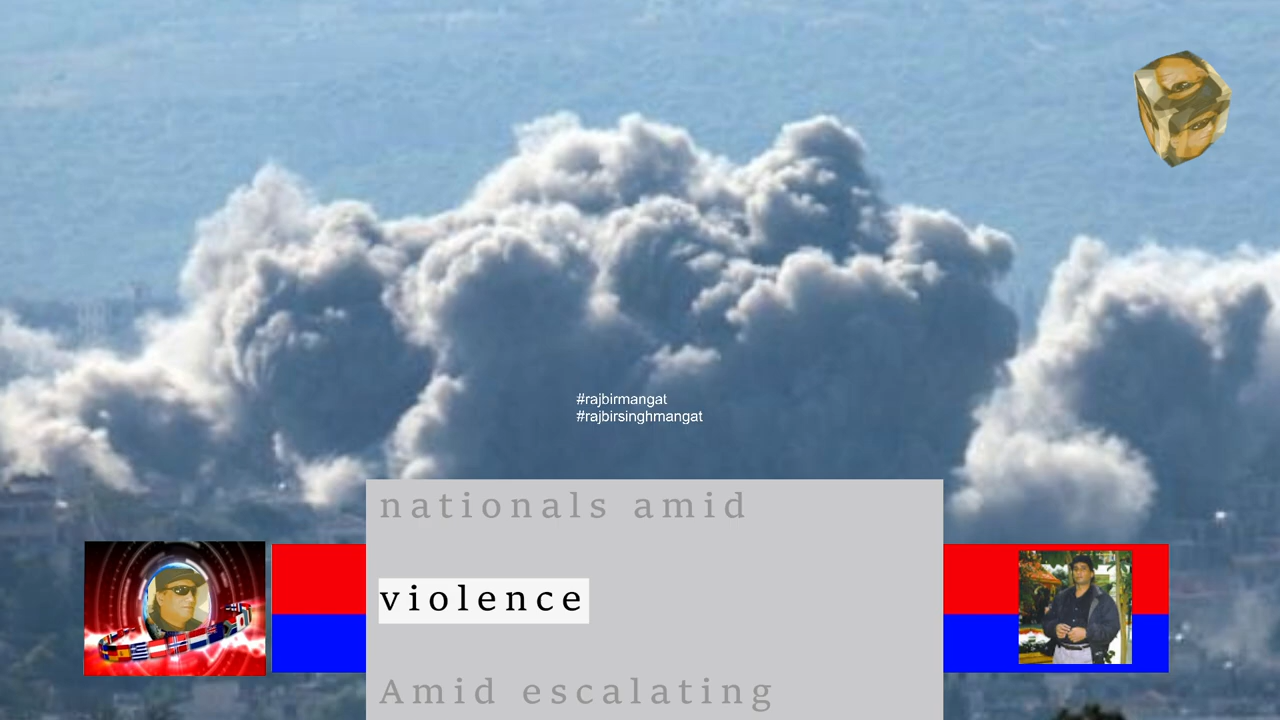 #rajbirmangat
#rajbirsinghmangat
nationals amid
violence
Amid escalating